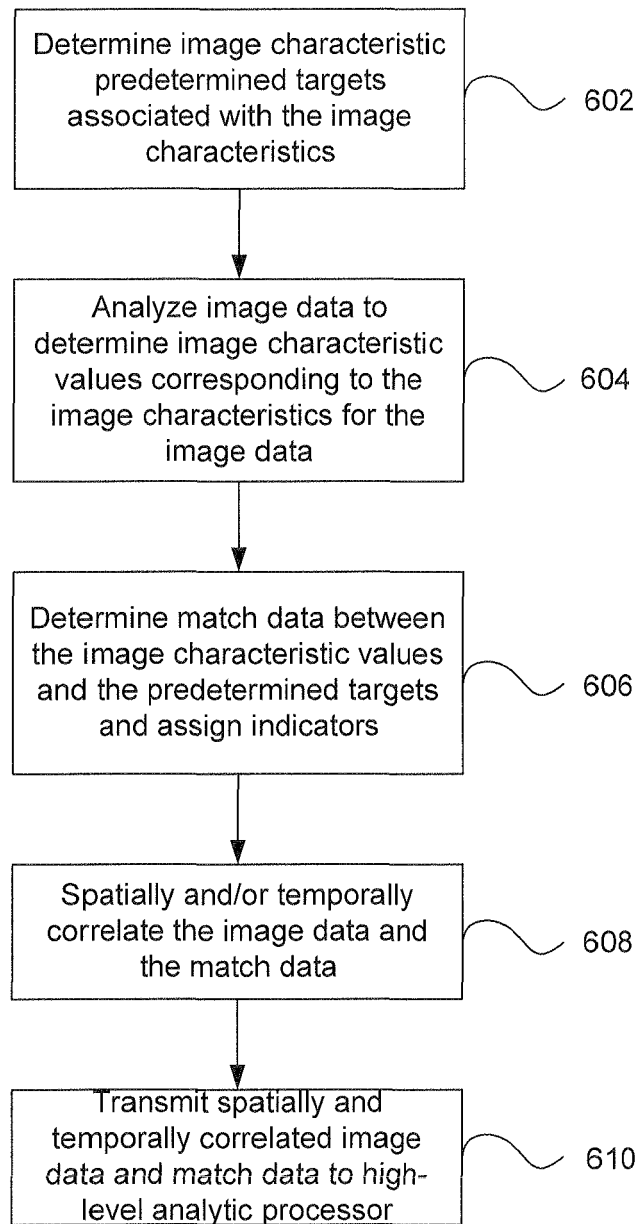 Determine image characteristic
predetermined targets
associated with the image
characteristics
602
Analyze image data to
determine image characteristic
values corresponding to the
image characteristics for the
image data
604
Determine match data between
the image characteristic values
and the predetermined targets
and assign indicators
606
Spatially and/or temporally
correlate the image data and
the match data
608
Transmit spatially and
temporally correlated image
data and match data to high-
level analytic processor
610